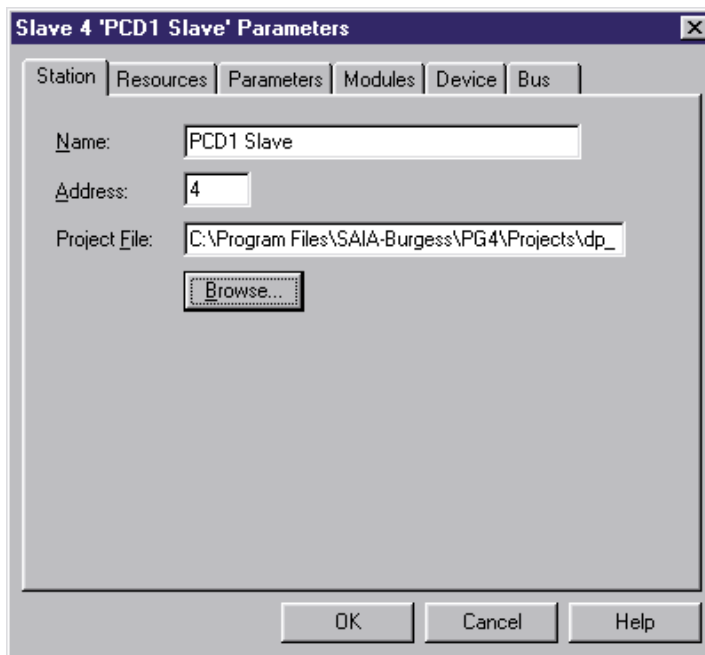 Slave 4 'PCD1 Slave' Parameters
Station Resources Parameters Modules Device Bus
Name: PCD1 Slave
Address: 4
Project File: C:\Program Files\SAIA-Burgess\PG4\Projects\dp_
Browse...
OK Cancel Help